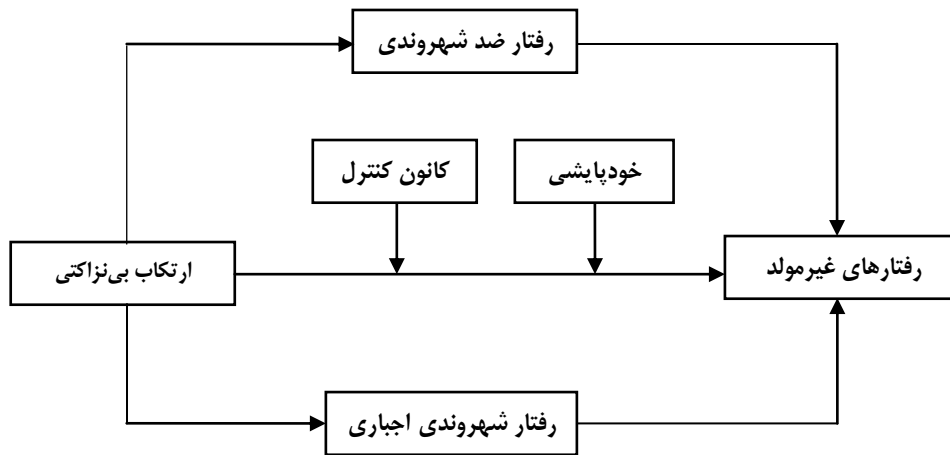 رفتار ضد شهروندی
خودپایشی
کانون کنترل
رفتارهای غیرمولد
ارتکاب بی‌نزاکتی
رفتار شهروندی اجباری